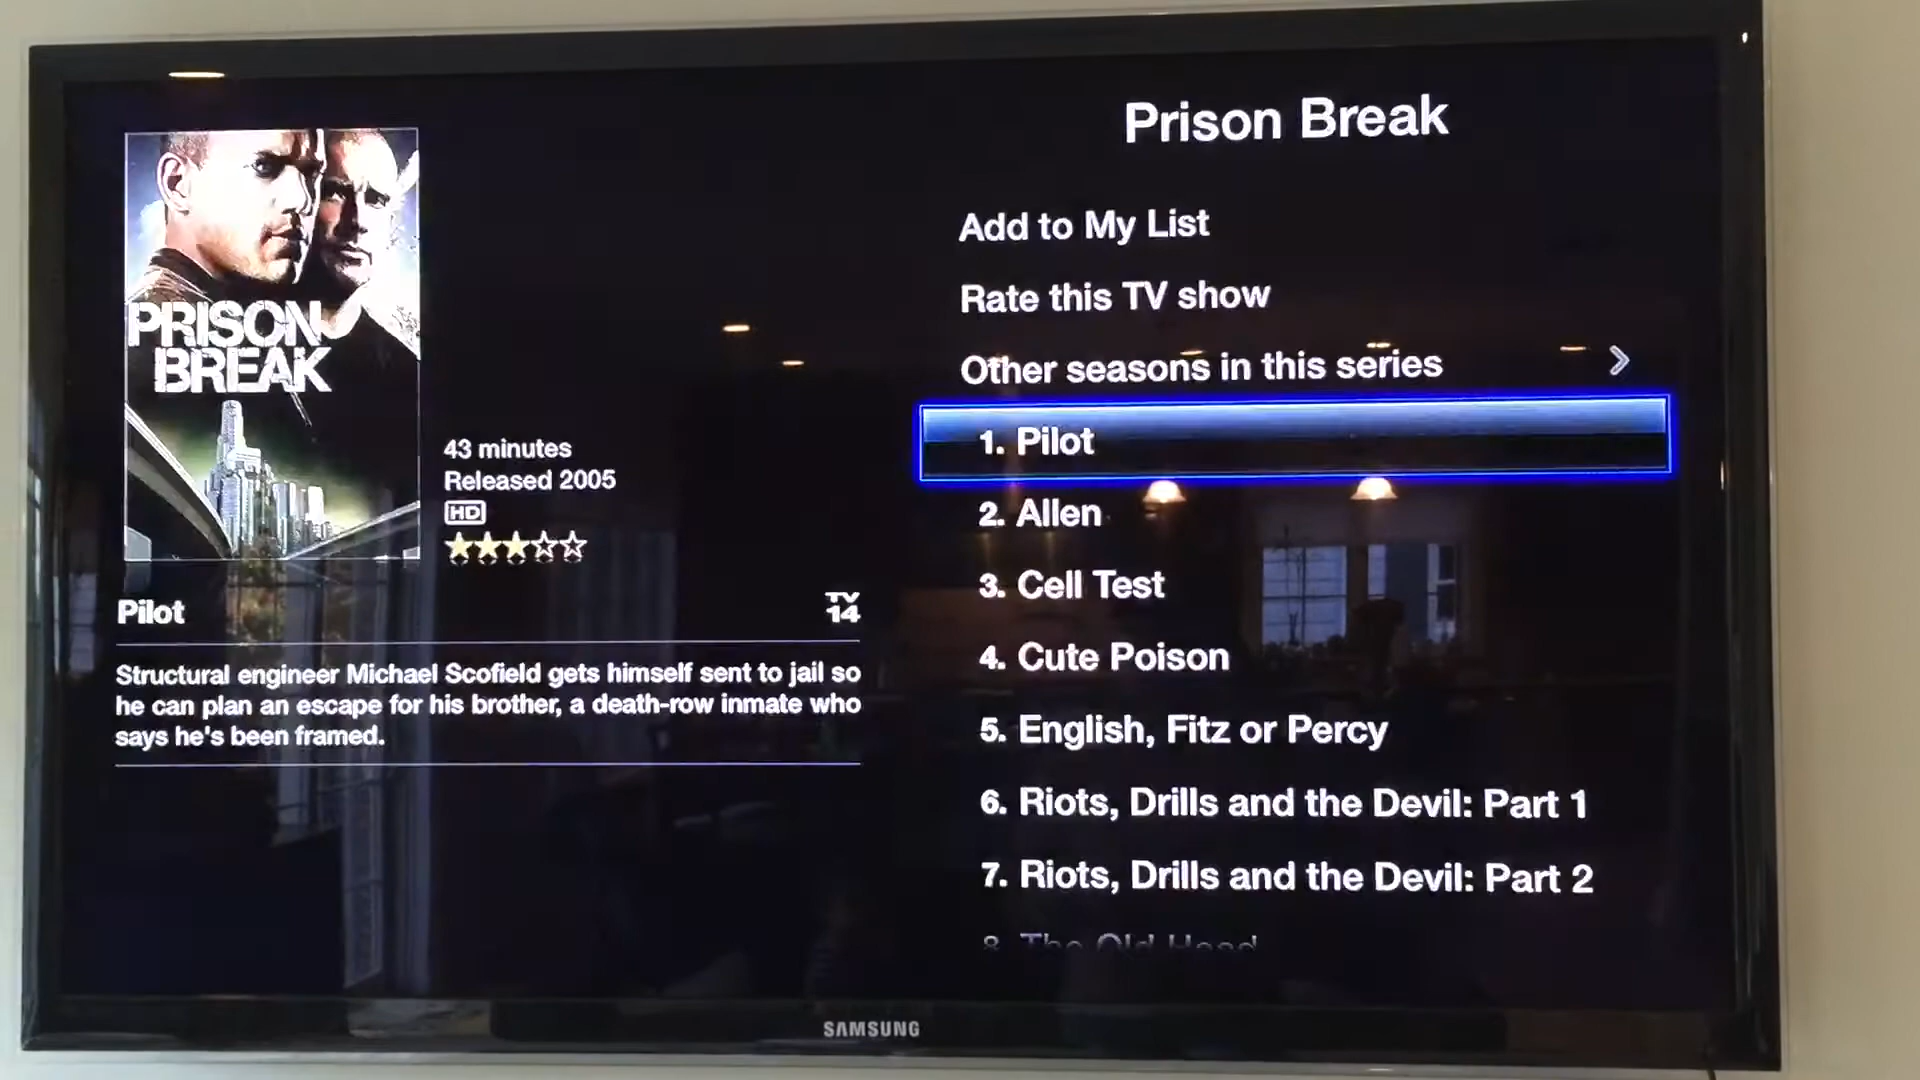 Prison Break
Add to My List
Rate this TV show
Other seasons in this series
1. Pilot
2. Allen
3. Cell Test
4. Cute Poison
5. English, Fitz or Percy
6. Riots, Drills and the Devil: Part 1
7. Riots, Drills and the Devil: Part 2
8 The Old Head
PRISON
BREAK
43 minutes
Released 2005
HD
Pilot
TV
14
Structural engineer Michael Scofield gets himself sent to jail so
he can plan an escape for his brother, a death-row inmate who
says he's been framed.
SAMSUNG